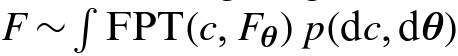 F ~ ∫ FPT(c, F_θ) p(dc, dθ)